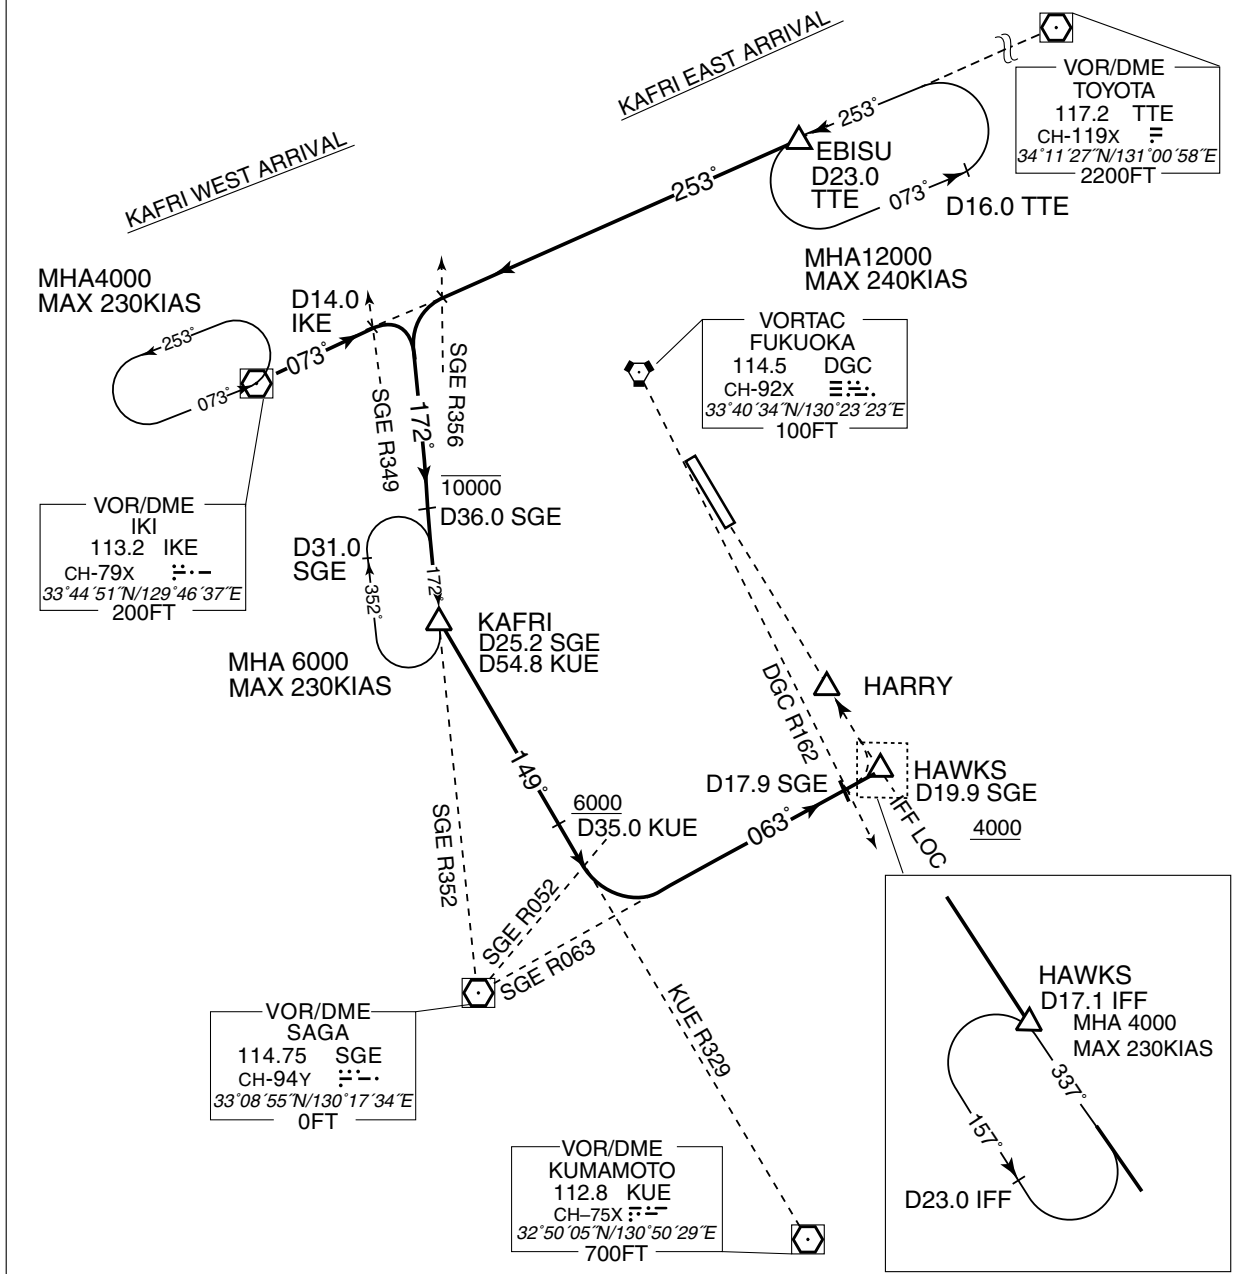 KAFRI EAST ARRIVAL
KAFRI WEST ARRIVAL
VOR/DME
TOYOTA
117.2 TTE
CH-119X
34°11´27˝N/131°00´58˝E
2200FT
253°
EBISU
D23.0
TTE
073°
D16.0 TTE
253°
MHA12000
MAX 240KIAS
MHA4000
MAX 230KIAS
253°
073°
D14.0
IKE
073°
SGE R349
SGE R356
172°
VORTAC
FUKUOKA
114.5 DGC
CH-92X
33°40´34˝N/130°23´23˝E
100FT
VOR/DME
IKI
113.2 IKE
CH-79X
33°44´51˝N/129°46´37˝E
200FT
10000
D36.0 SGE
D31.0
SGE
352°
172°
KAFRI
D25.2 SGE
D54.8 KUE
MHA 6000
MAX 230KIAS
HARRY
DGC R162
149°
D17.9 SGE
HAWKS
D19.9 SGE
4000
IFF LOC
6000
D35.0 KUE
063°
SGE R352
SGE R052
SGE R063
KUE R329
VOR/DME
SAGA
114.75 SGE
CH-94Y
33°08´55˝N/130°17´34˝E
0FT
VOR/DME
KUMAMOTO
112.8 KUE
CH–75X
32°50´05˝N/130°50´29˝E
700FT
HAWKS
D17.1 IFF
MHA 4000
MAX 230KIAS
337°
157°
D23.0 IFF